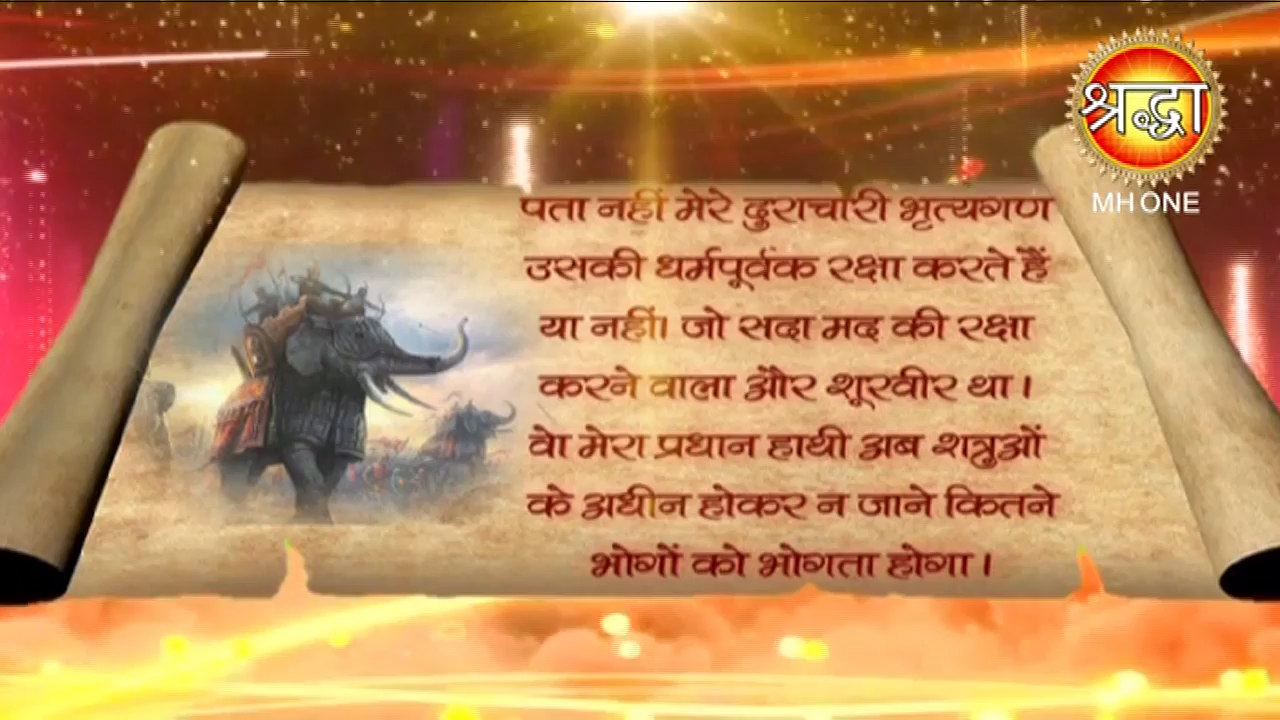 श्रद्धा
MH ONE
पता नहीं मेरे दुराचारी भृत्यगण
उसकी धर्मपूर्वक रक्षा करते हैं
या नहीं। जो सदा मद की रक्षा
करने वाला और शूरवीर था।
वो मेरा प्रधान हाथी अब शत्रुओं
के अधीन होकर न जाने कितने
भोगों को भोगता होगा।